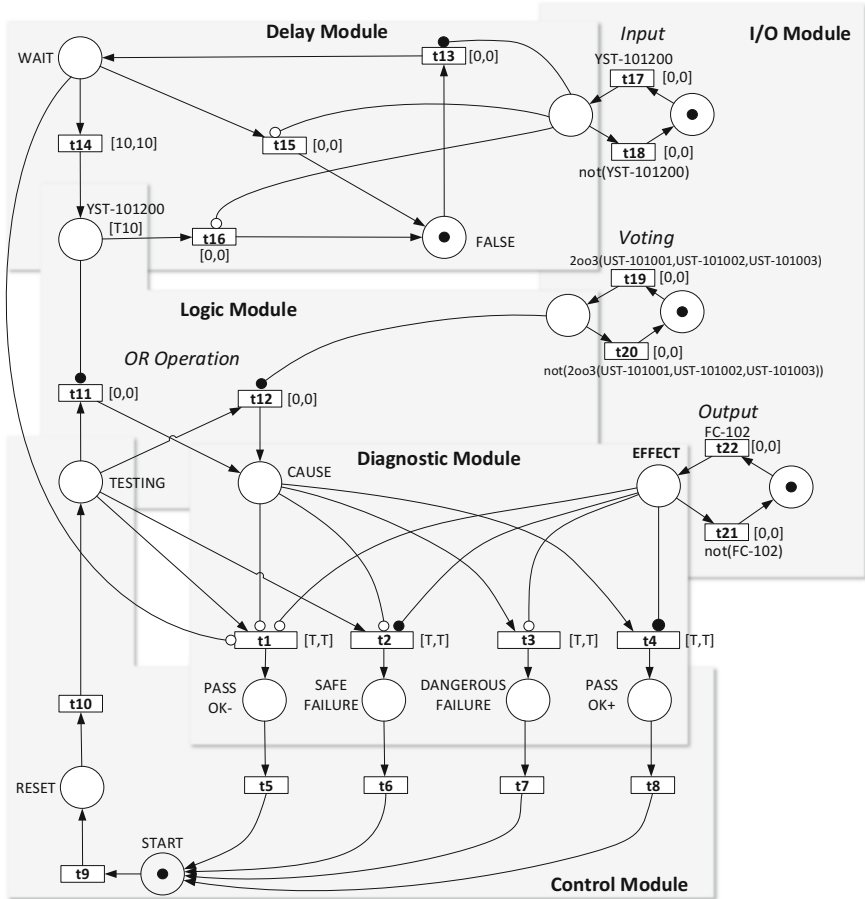 Delay Module
Input
I/O Module
WAIT
t13
[0,0]
YST-101200
t17
[0,0]
t14
[10,10]
t15
[0,0]
t18
[0,0]
not(YST-101200)
YST-101200
[T10]
t16
[0,0]
FALSE
Voting
2oo3(UST-101001,UST-101002,UST-101003)
t19
[0,0]
Logic Module
t20
[0,0]
not(2oo3(UST-101001,UST-101002,UST-101003))
OR Operation
t11
[0,0]
t12
[0,0]
Output
FC-102
t22
[0,0]
Diagnostic Module
EFFECT
TESTING
CAUSE
t21
[0,0]
not(FC-102)
t1
[T,T]
t2
[T,T]
t3
[T,T]
t4
[T,T]
PASS
OK-
SAFE
FAILURE
DANGEROUS
FAILURE
PASS
OK+
t10
RESET
t5
t6
t7
t8
START
t9
Control Module